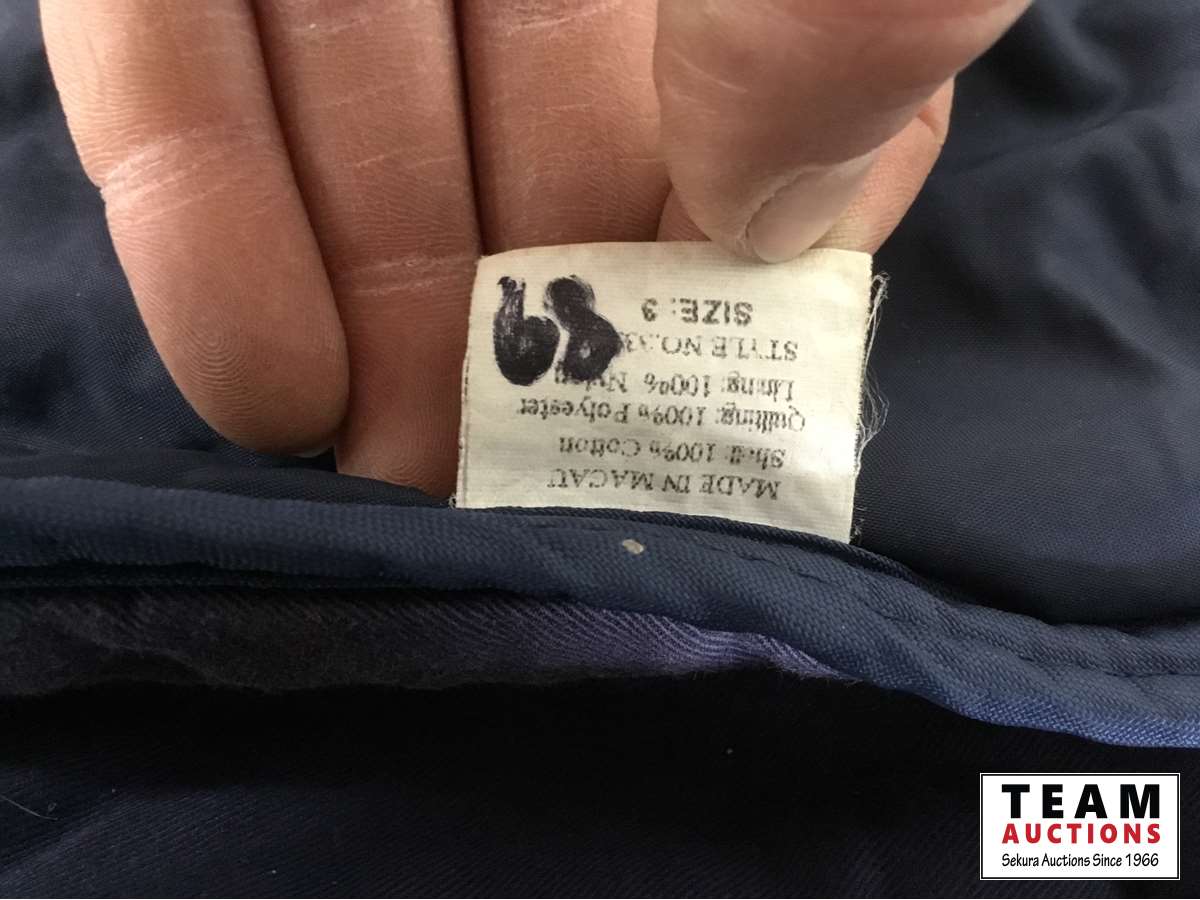 MADE IN MACAU
Shell: 100% Cotton
Quilting: 100% Polyester
Lining: 100% Nylon
STYLE NO.
SIZE:
TEAM
AUCTIONS
Sekura Auctions Since 1966